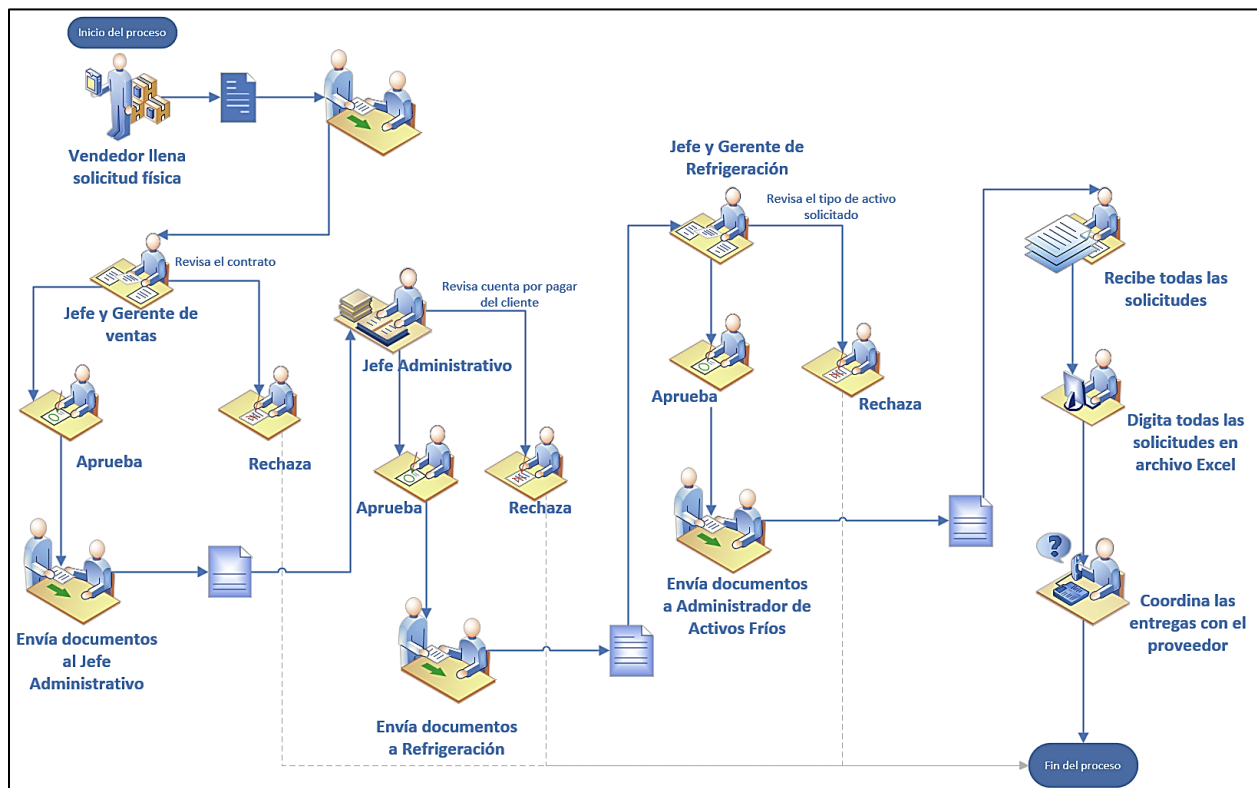 Inicio del proceso
Vendedor llena
solicitud física
Revisa el contrato
Jefe y Gerente de
ventas
Aprueba
Rechaza
Envía documentos
al Jefe
Administrativo
Revisa cuenta por pagar
del cliente
Jefe Administrativo
Aprueba
Rechaza
Envía documentos
a Refrigeración
Jefe y Gerente de
Refrigeración
Revisa el tipo de activo
solicitado
Aprueba
Rechaza
Envía documentos
a Administrador de
Activos Fríos
Recibe todas las
solicitudes
Digita todas las
solicitudes en
archivo Excel
?
Coordina las
entregas con el
proveedor
Fin del proceso